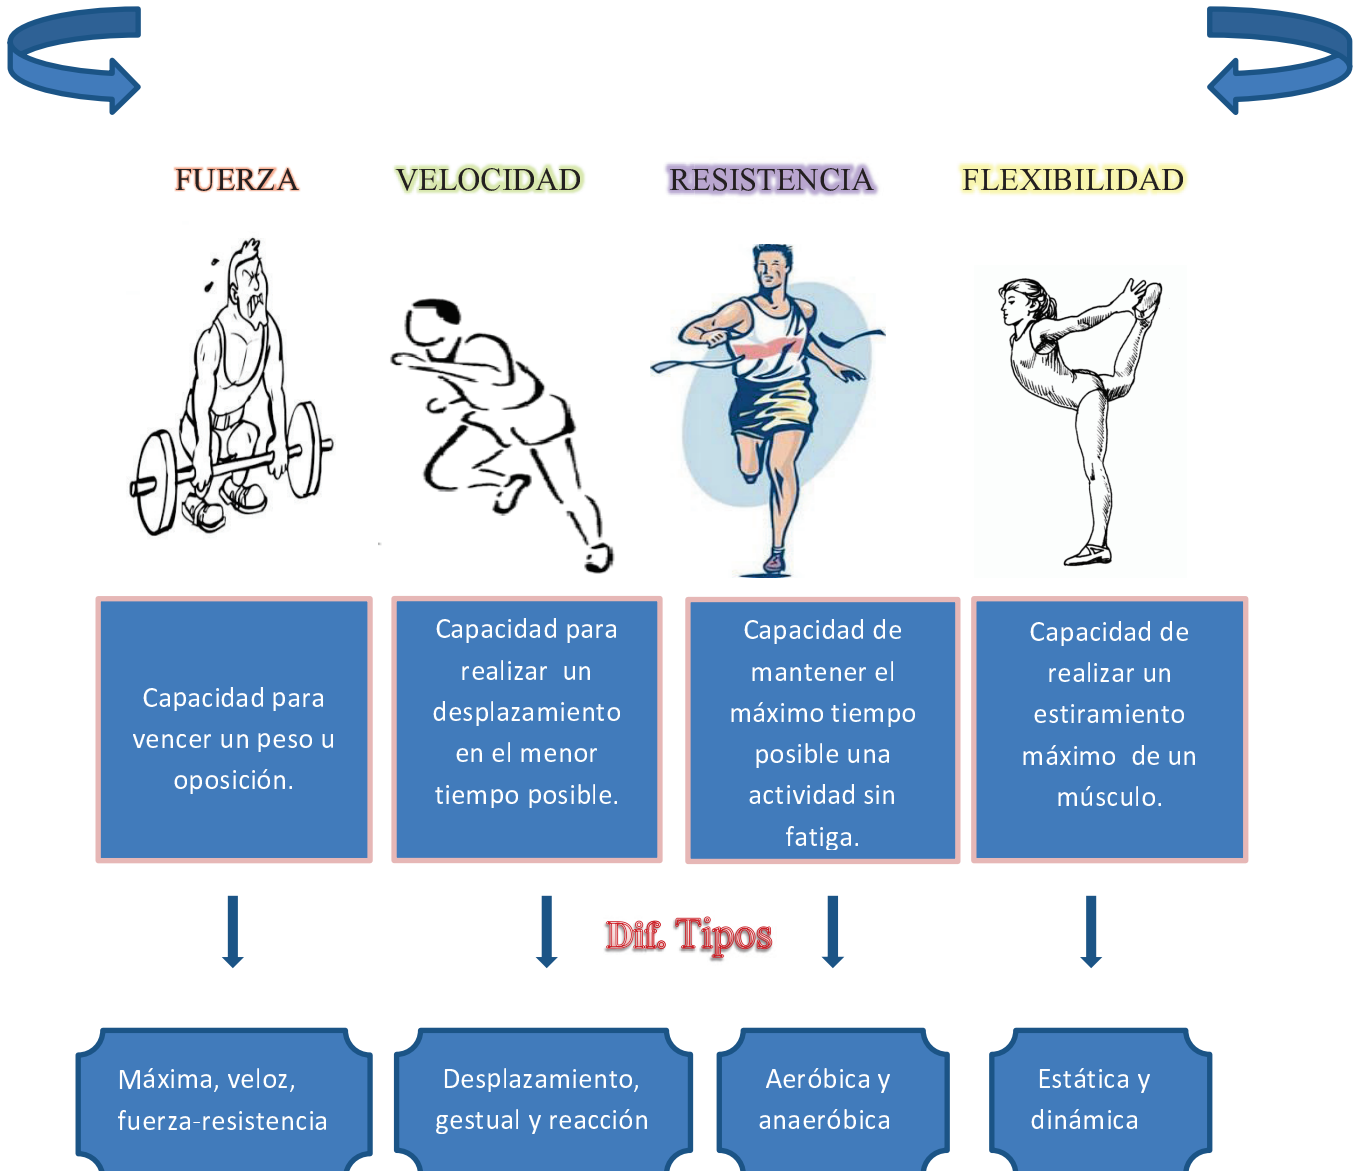 FUERZA
VELOCIDAD
RESISTENCIA
FLEXIBILIDAD
Capacidad para
vencer un peso u
oposición.
Capacidad para
realizar un
desplazamiento
en el menor
tiempo posible.
Capacidad de
mantener el
máximo tiempo
posible una
actividad sin
fatiga.
Capacidad de
realizar un
estiramiento
máximo de un
músculo.
Dif. Tipos
Máxima, veloz,
fuerza-resistencia
Desplazamiento,
gestual y reacción
Aeróbica y
anaeróbica
Estática y
dinámica